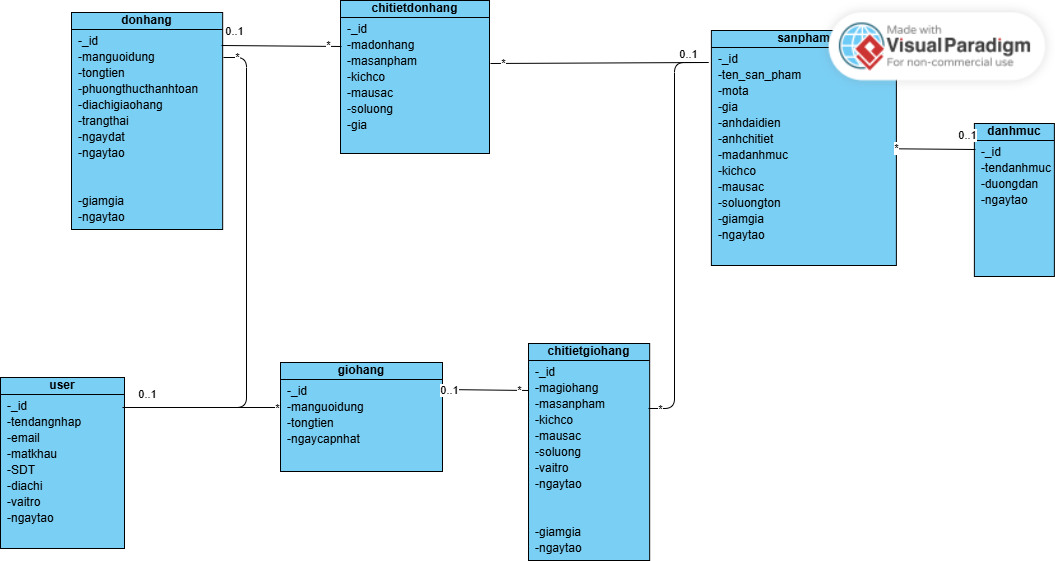 donhang
-_id
-manguoidung
-tongtien
-phuongthucthanhtoan
-diachigiaohang
-trangthai
-ngaydat
-ngaytao
-giamgia
-ngaytao
0..1
*
*
chitietdonhang
-_id
-madonhang
-masanpham
-kichco
-mausac
-soluong
-gia
*
0..1
sanpham
-_id
-ten_san_pham
-mota
-gia
-anhdaidien
-anhchitiet
-madanhmuc
-kichco
-mausac
-soluongton
-giamgia
-ngaytao
Made with
Visual Paradigm
For non-commercial use
*
0..1
danhmuc
-_id
-tendanhmuc
-duongdan
-ngaytao
user
-_id
-tendangnhap
-email
-matkhau
-SDT
-diachi
-vaitro
-ngaytao
0..1
*
giohang
-_id
-manguoidung
-tongtien
-ngaycapnhat
0..1
*
chitietgiohang
-_id
-magiohang
-masanpham
-kichco
-mausac
-soluong
-vaitro
-ngaytao
-giamgia
-ngaytao
*